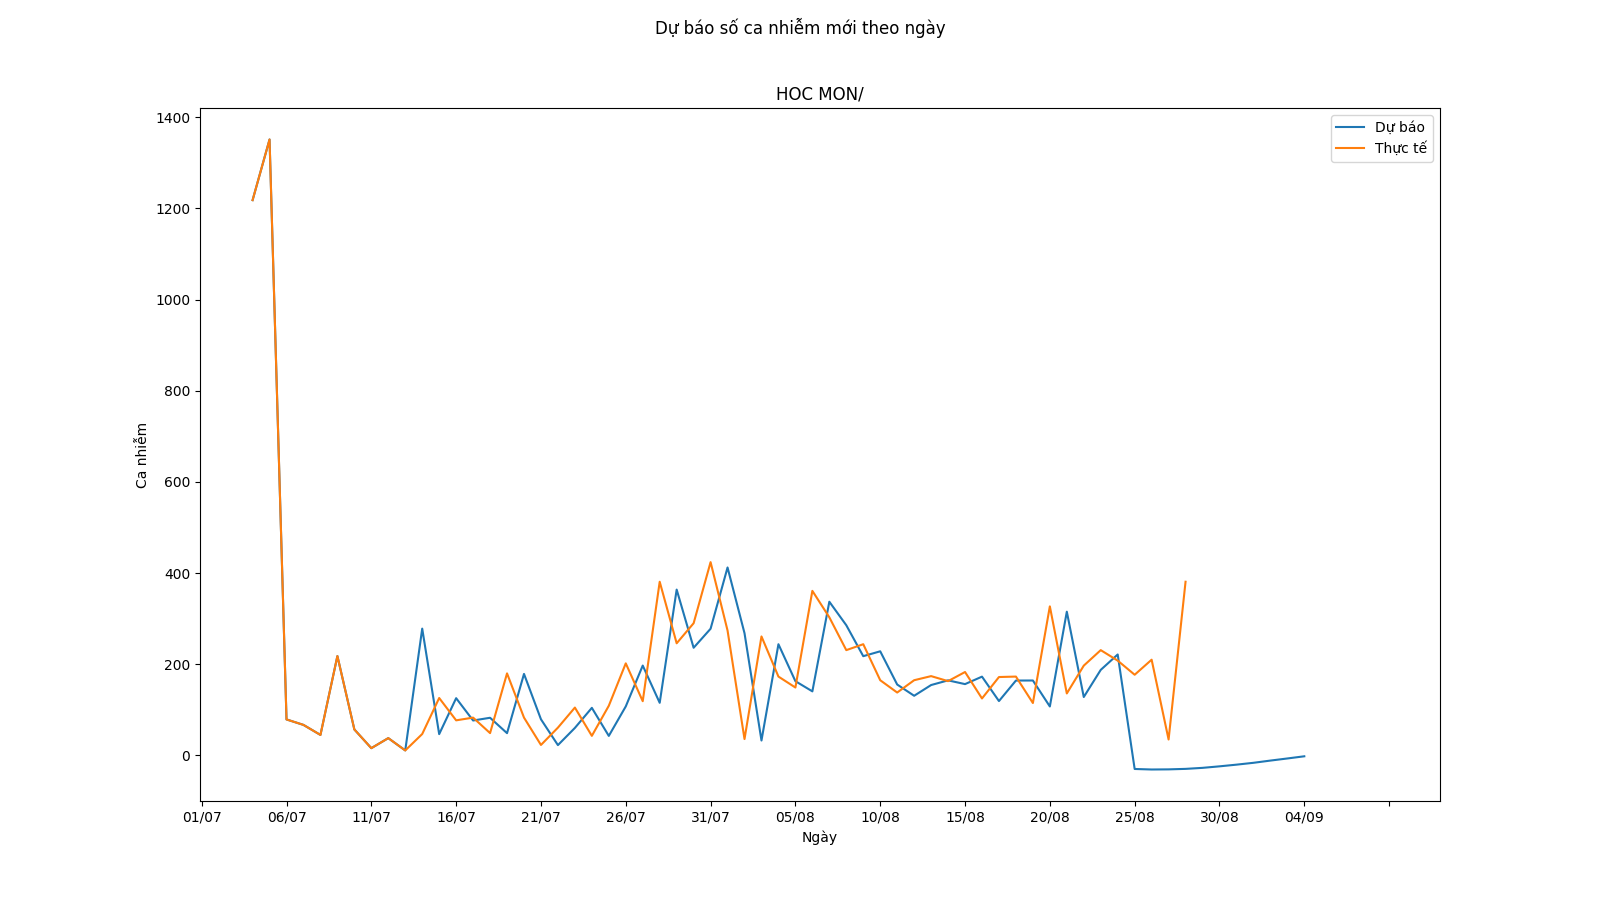 Dự báo số ca nhiễm mới theo ngày
HOC MON/
Dự báo
Thực tế
1400
1200
1000
800
600
400
200
0
Ca nhiễm
01/07 06/07 11/07 16/07 21/07 26/07 31/07 05/08 10/08 15/08 20/08 25/08 30/08 04/09
Ngày